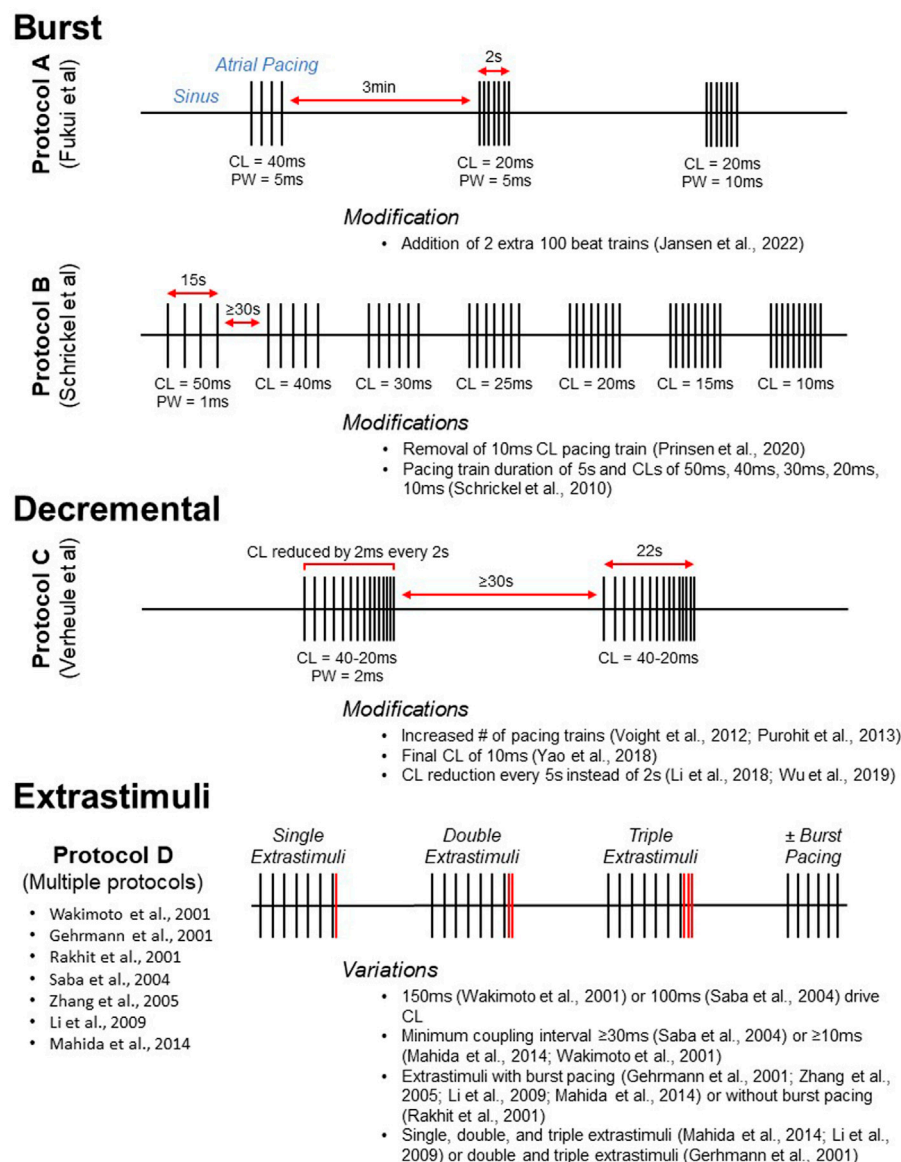 Burst
Protocol A
(Fukui et al)
Sinus
Atrial Pacing
3min
2s
CL = 40ms
PW = 5ms
CL = 20ms
PW = 5ms
CL = 20ms
PW = 10ms
Modification
• Addition of 2 extra 100 beat trains (Jansen et al., 2022)
Protocol B
(Schrickel et al)
15s
≥30s
CL = 50ms
PW = 1ms
CL = 40ms
CL = 30ms
CL = 25ms
CL = 20ms
CL = 15ms
CL = 10ms
Modifications
• Removal of 10ms CL pacing train (Prinsen et al., 2020)
• Pacing train duration of 5s and CLs of 50ms, 40ms, 30ms, 20ms,
10ms (Schrickel et al., 2010)
Decremental
Protocol C
(Verheule et al)
CL reduced by 2ms every 2s
≥30s
22s
CL = 40-20ms
PW = 2ms
CL = 40-20ms
Modifications
• Increased # of pacing trains (Voight et al., 2012; Purohit et al., 2013)
• Final CL of 10ms (Yao et al., 2018)
• CL reduction every 5s instead of 2s (Li et al., 2018; Wu et al., 2019)
Extrastimuli
Protocol D
(Multiple protocols)
• Wakimoto et al., 2001
• Gehrmann et al., 2001
• Rakhit et al., 2001
• Saba et al., 2004
• Zhang et al., 2005
• Li et al., 2009
• Mahida et al., 2014
Single
Extrastimuli
Double
Extrastimuli
Triple
Extrastimuli
± Burst
Pacing
Variations
• 150ms (Wakimoto et al., 2001) or 100ms (Saba et al., 2004) drive
CL
• Minimum coupling interval ≥30ms (Saba et al., 2004) or ≥10ms
(Mahida et al., 2014; Wakimoto et al., 2001)
• Extrastimuli with burst pacing (Gehrmann et al., 2001; Zhang et al.,
2005; Li et al., 2009; Mahida et al., 2014) or without burst pacing
(Rakhit et al., 2001)
• Single, double, and triple extrastimuli (Mahida et al., 2014; Li et al.,
2009) or double and triple extrastimuli (Gerhmann et al., 2001)